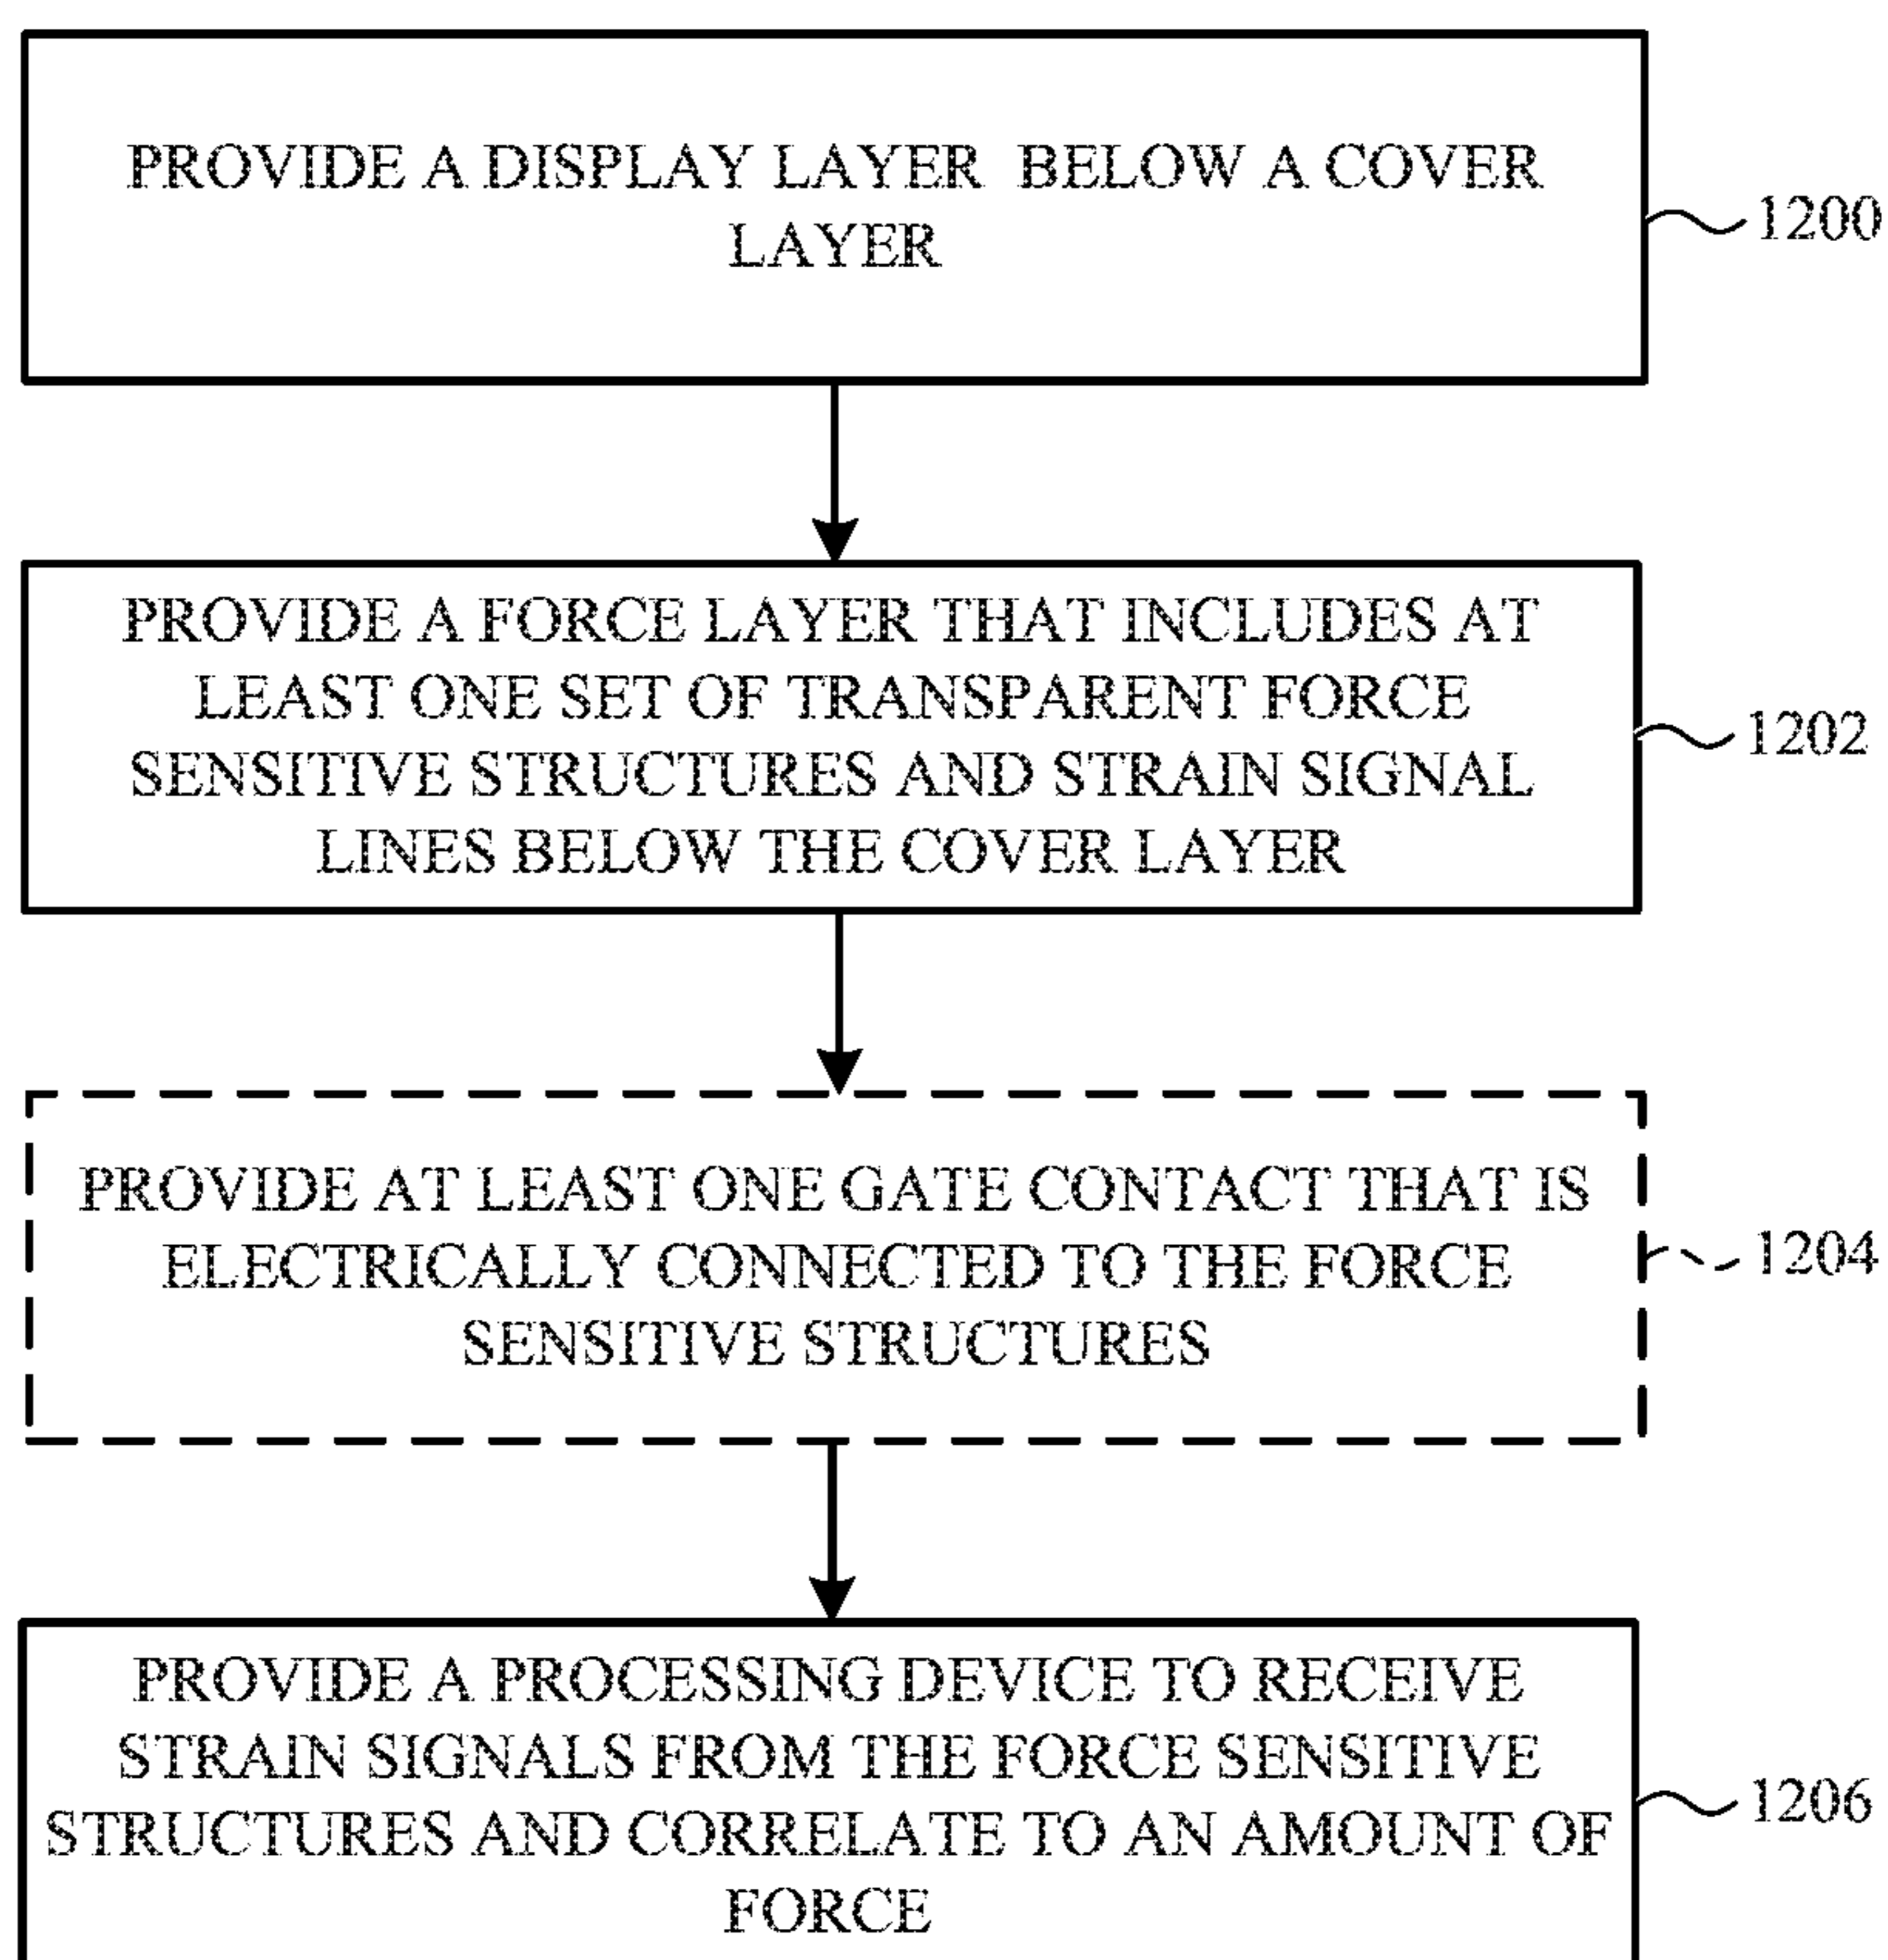 PROVIDE A DISPLAY LAYER BELOW A COVER
LAYER
1200
PROVIDE A FORCE LAYER THAT INCLUDES AT
LEAST ONE SET OF TRANSPARENT FORCE
SENSITIVE STRUCTURES AND STRAIN SIGNAL
LINES BELOW THE COVER LAYER
1202
PROVIDE AT LEAST ONE GATE CONTACT THAT IS
ELECTRICALLY CONNECTED TO THE FORCE
SENSITIVE STRUCTURES
1204
PROVIDE A PROCESSING DEVICE TO RECEIVE
STRAIN SIGNALS FROM THE FORCE SENSITIVE
STRUCTURES AND CORRELATE TO AN AMOUNT OF
FORCE
1206